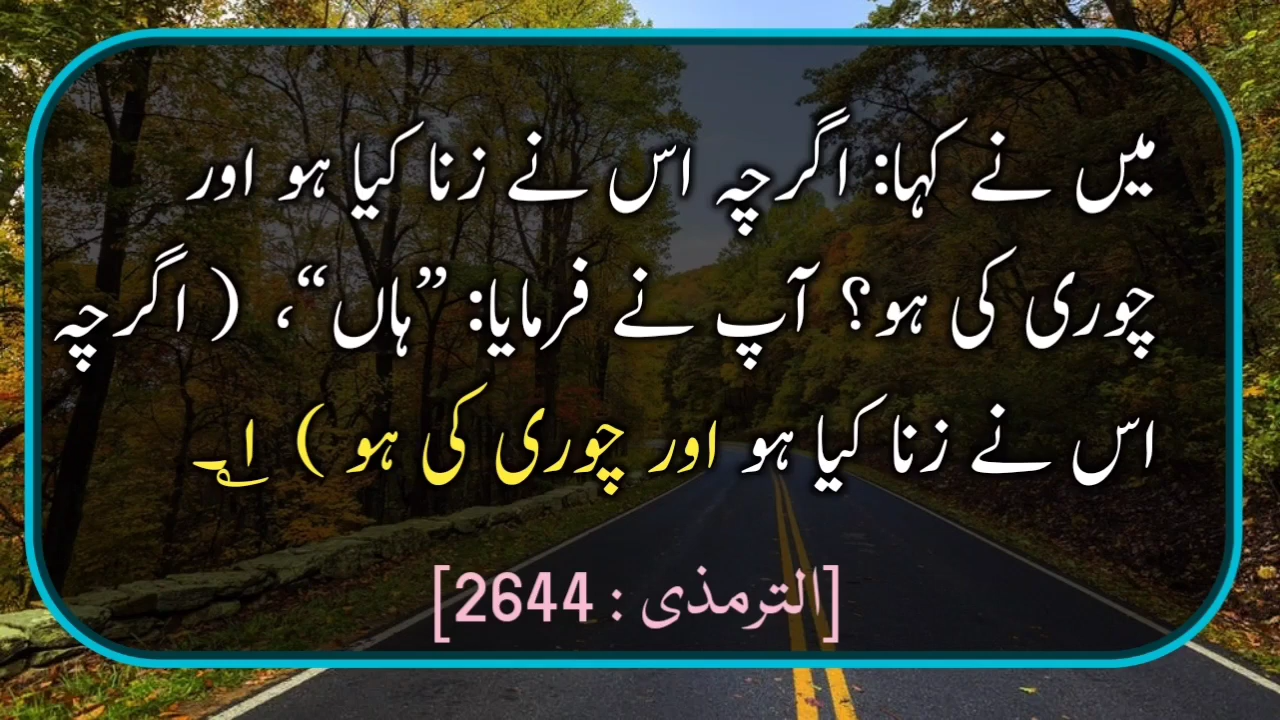 میں نے کہا: اگرچہ اس نے زنا کیا ہو اور
چوری کی ہو؟ آپ نے فرمایا: ”ہاں“، ( اگرچہ
اس نے زنا کیا ہو اور چوری کی ہو ) ا؎۔
[الترمذی : 2644]